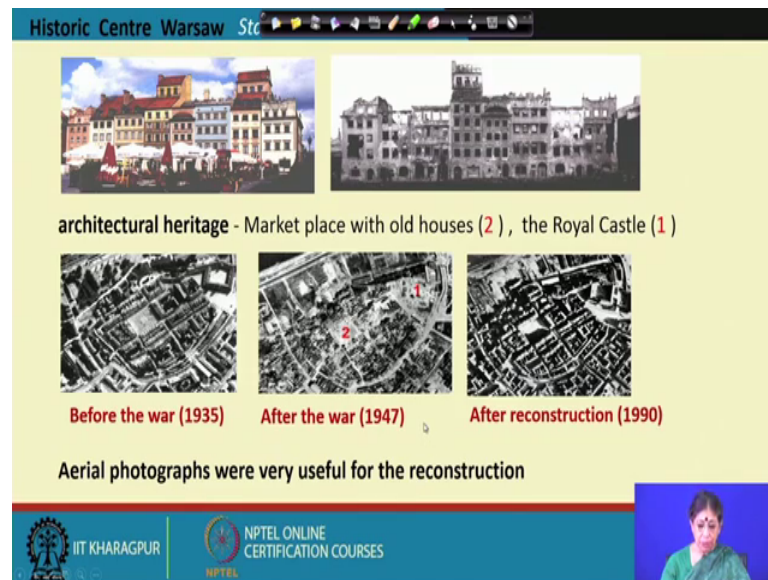 Historic Centre Warsaw
architectural heritage - Market place with old houses (2) , the Royal Castle (1)
1
2
Before the war (1935) After the war (1947) After reconstruction (1990)
Aerial photographs were very useful for the reconstruction
IIT KHARAGPUR
NPTEL ONLINE
CERTIFICATION COURSES
NPTEL